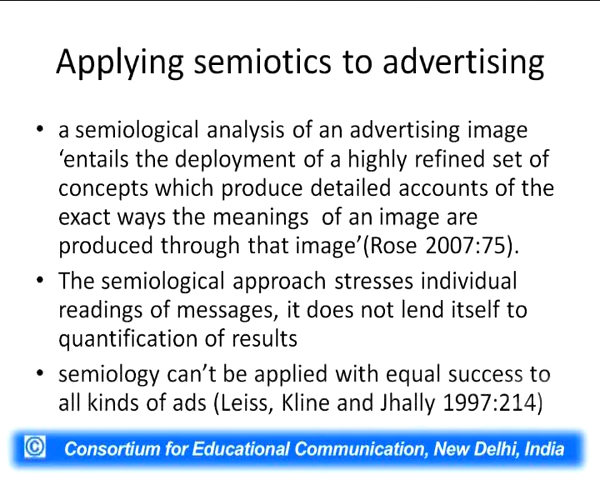 Applying semiotics to advertising
• a semiological analysis of an advertising image
‘entails the deployment of a highly refined set of
concepts which produce detailed accounts of the
exact ways the meanings of an image are
produced through that image’(Rose 2007:75).
• The semiological approach stresses individual
readings of messages, it does not lend itself to
quantification of results
• semiology can’t be applied with equal success to
all kinds of ads (Leiss, Kline and Jhally 1997:214)
© Consortium for Educational Communication, New Delhi, India